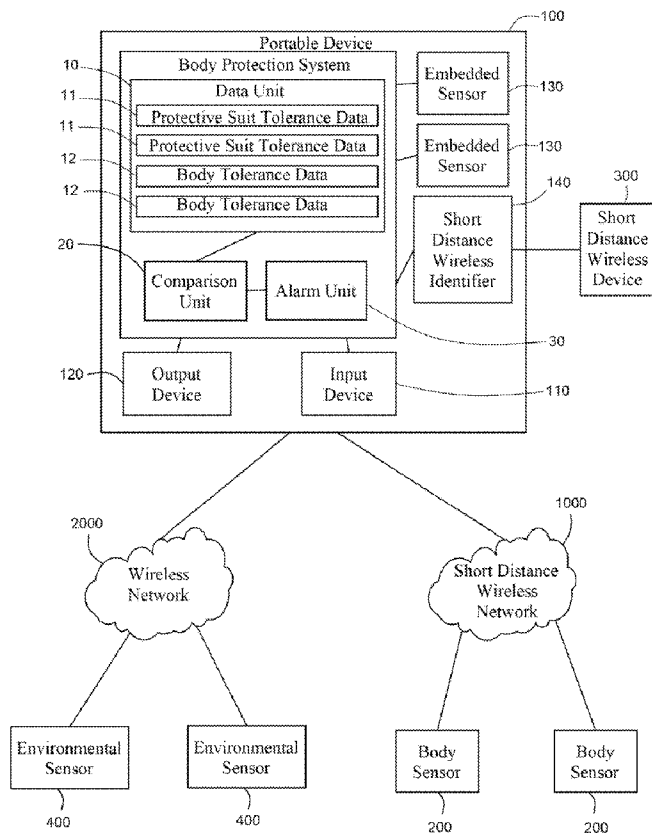 100
Portable Device
Body Protection System
10
Data Unit
11
Protective Suit Tolerance Data
11
Protective Suit Tolerance Data
12
Body Tolerance Data
12
Body Tolerance Data
Embedded
Sensor
130
Embedded
Sensor
130
140
Short
Distance
Wireless
Identifier
300
Short
Distance
Wireless
Device
20
Comparison
Unit
Alarm Unit
30
120
Output
Device
Input
Device
110
2000
Wireless
Network
1000
Short Distance
Wireless
Network
Environmental
Sensor
400
Environmental
Sensor
400
Body
Sensor
200
Body
Sensor
200